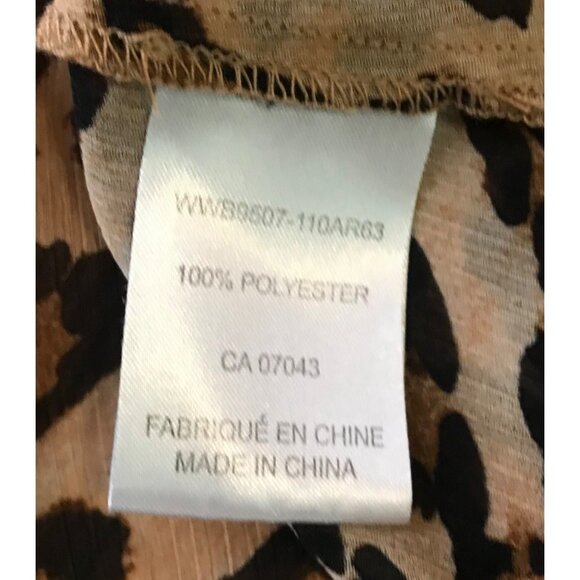 WWB9507-110AR63
100% POLYESTER
CA 07043
FABRIQUÉ EN CHINE
MADE IN CHINA